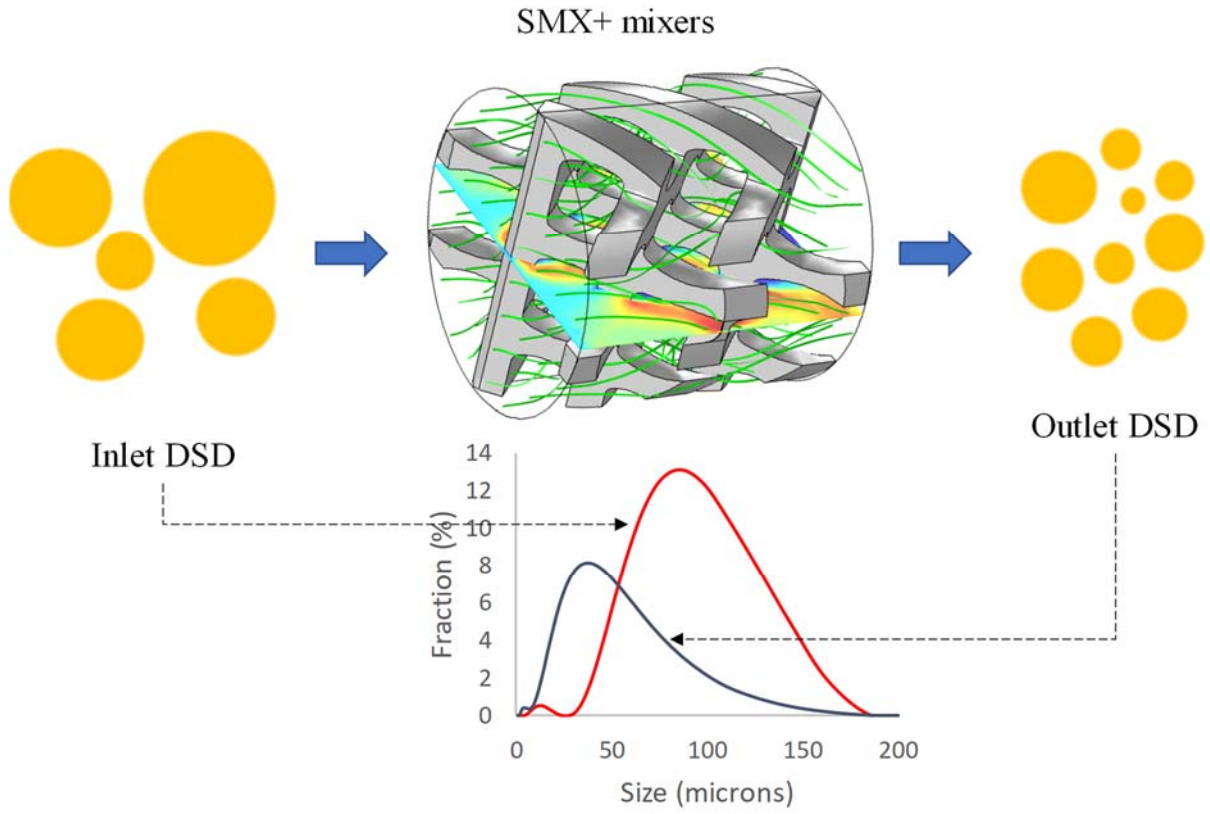 SMX+ mixers
Inlet DSD
Outlet DSD
Fraction (%)
14
12
10
8
6
4
2
0
0 50 100 150 200
Size (microns)